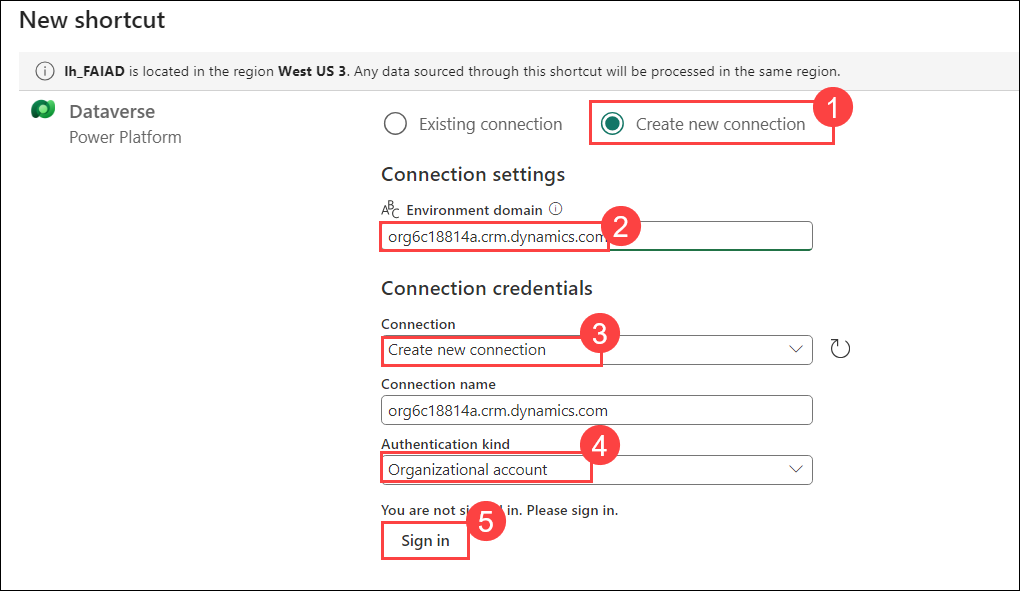 New shortcut
lh_FAIAD is located in the region West US 3. Any data sourced through this shortcut will be processed in the same region.
Dataverse
Power Platform
Existing connection
Create new connection
1
Connection settings
ABC Environment domain
org6c18814a.crm.dynamics.com
2
Connection credentials
Connection
3
Create new connection
Connection name
org6c18814a.crm.dynamics.com
Authentication kind
4
Organizational account
You are not in. Please sign in.
5
Sign in